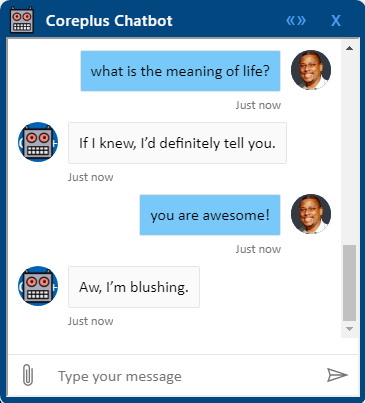 Coreplus Chatbot «» X
what is the meaning of life?
Just now
If I knew, I’d definitely tell you.
Just now
you are awesome!
Just now
Aw, I’m blushing.
Just now
Type your message